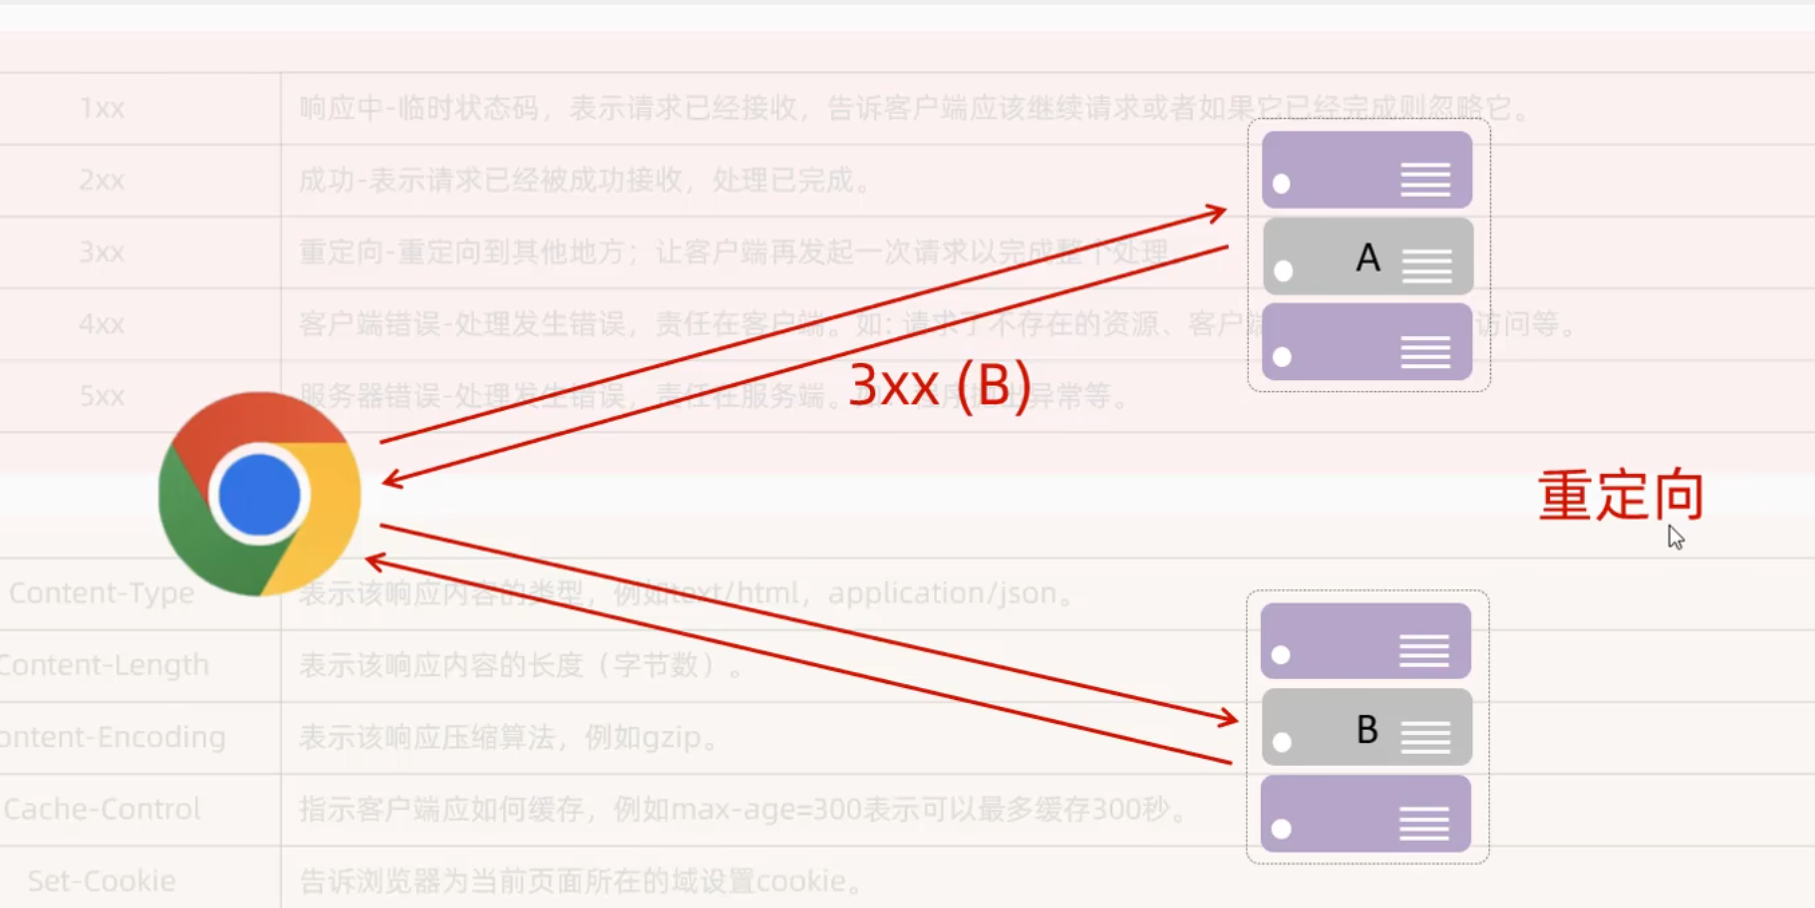 1xx 响应中-临时状态码，表示请求已经接收，告诉客户端应该继续请求或者如果它已经完成则忽略它。
2xx 成功-表示请求已经被成功接收，处理已完成。
3xx 重定向-重定向到其他地方；让客户端再发起一次请求以完成整个处理
A
4xx 客户端错误-处理发生错误，责任在客户端。如: 请求了不存在的资源、客户端 访问等。
3xx (B)
5xx 服务器错误-处理发生错误，责任在服务端。 程序抛出异常等。
重定向
Content-Type 表示该响应内容的类型，例如text/html，application/json。
Content-Length 表示该响应内容的长度（字节数）。
B
ontent-Encoding 表示该响应压缩算法，例如gzip。
Cache-Control 指示客户端应如何缓存，例如max-age=300表示可以最多缓存300秒。
Set-Cookie 告诉浏览器为当前页面所在的域设置cookie。